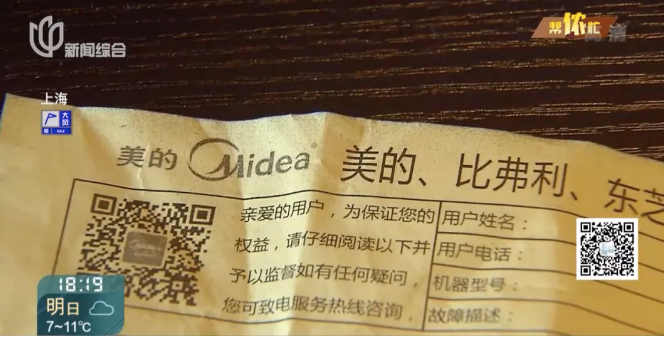 新闻综合
帮侬忙
上海
大风
美的 Midea 美的、比弗利、东芝
亲爱的用户，为保证您的
权益，请仔细阅读以下并
予以监督如有任何疑问，
您可致电服务热线咨询，
用户姓名：
用户电话：
机器型号：
故障描述：
Midea
18:19
明日
7~11℃